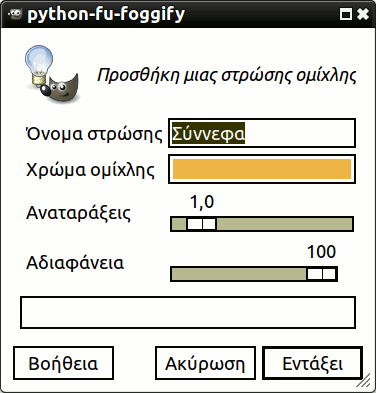 python-fu-foggify
Προσθήκη μιας στρώσης ομίχλης
Όνομα στρώσης Σύννεφα
Χρώμα ομίχλης
Αναταράξεις 1,0
Αδιαφάνεια 100
Βοήθεια Ακύρωση Εντάξει